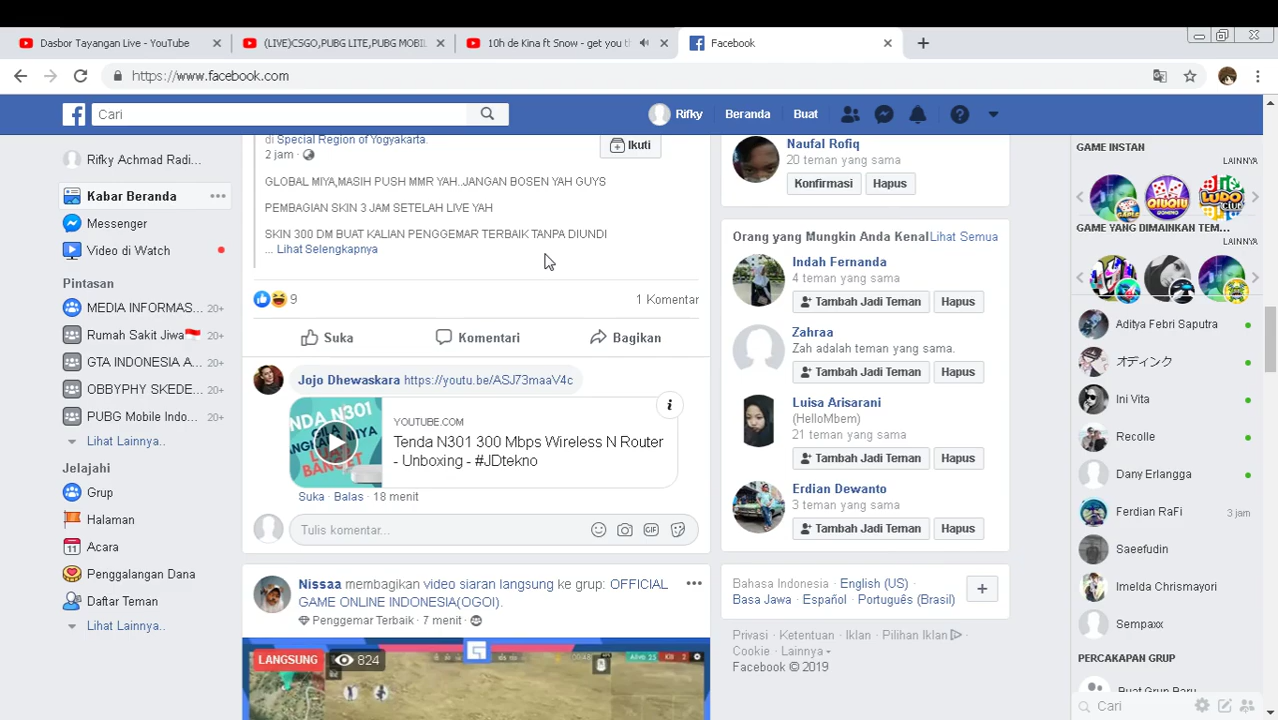 Dasbor Tayangan Live - YouTube
(LIVE)CSGO,PUBG LITE,PUBG MOBIL
10h de Kina ft Snow - get you th
Facebook
https://www.facebook.com
Cari
Rifky
Beranda
Buat
Rifky Achmad Radi...
Kabar Beranda
Messenger
Video di Watch
Pintasan
MEDIA INFORMAS... 20+
Rumah Sakit Jiwa🇮🇩 20+
GTA INDONESIA A... 20+
ORBYPHY SKEDE... 20+
PUBG Mobile Indo... 20+
Lihat Lainnya..
Jelajahi
Grup
Halaman
11 Acara
Penggalangan Dana
Daftar Teman
Lihat Lainnya..
di Special Region of Yogyakarta.
2 jam ·
Ikuti
GLOBAL MIYA,MASIH PUSH MMR YAH..JANGAN BOSEN YAH GUYS
PEMBAGIAN SKIN 3 JAM SETELAH LIVE YAH
SKIN 300 DM BUAT KALIAN PENGGEMAR TERBAIK TANPA DIUNDI
... Lihat Selengkapnya
9
1 Komentar
Suka
Komentari
Bagikan
Jojo Dhewaskara https://youtu.be/ASJ73maaV4c
YOUTUBE.COM
Tenda N301 300 Mbps Wireless N Router
- Unboxing - #JDtekno
Suka · Balas · 18 menit
Tulis komentar...
GIF
Nissaa membagikan video siaran langsung ke grup: OFFICIAL
GAME ONLINE INDONESIA(OGOI).
Penggemar Terbaik · 7 menit ·
LANGSUNG
824
Naufal Rofiq
20 teman yang sama
Konfirmasi
Hapus
Orang yang Mungkin Anda Kenal
Lihat Semua
Indah Fernanda
4 teman yang sama
Tambah Jadi Teman
Hapus
Zahraa
Zah adalah teman yang sama.
Tambah Jadi Teman
Hapus
Luisa Arisarani
(HelloMbem)
21 teman yang sama
Tambah Jadi Teman
Hapus
Erdian Dewanto
3 teman yang sama
Tambah Jadi Teman
Hapus
Bahasa Indonesia · English (US) ·
Basa Jawa · Español · Português (Brasil)
Privasi · Ketentuan · Iklan · Pilihan Iklan ·
Cookie · Lainnya
Facebook © 2019
GAME INSTAN
LAINNYA
GAME YANG DIMAINKAN TEM...
LAINNYA
Aditya Febri Saputra
オディンク
Ini Vita
Recolle
Dany Erlangga
Ferdian RaFi 3 jam
Saeefudin
Imelda Chrismayori
Sempaxx
PERCAKAPAN GRUP
Buat Grup Baru
Cari